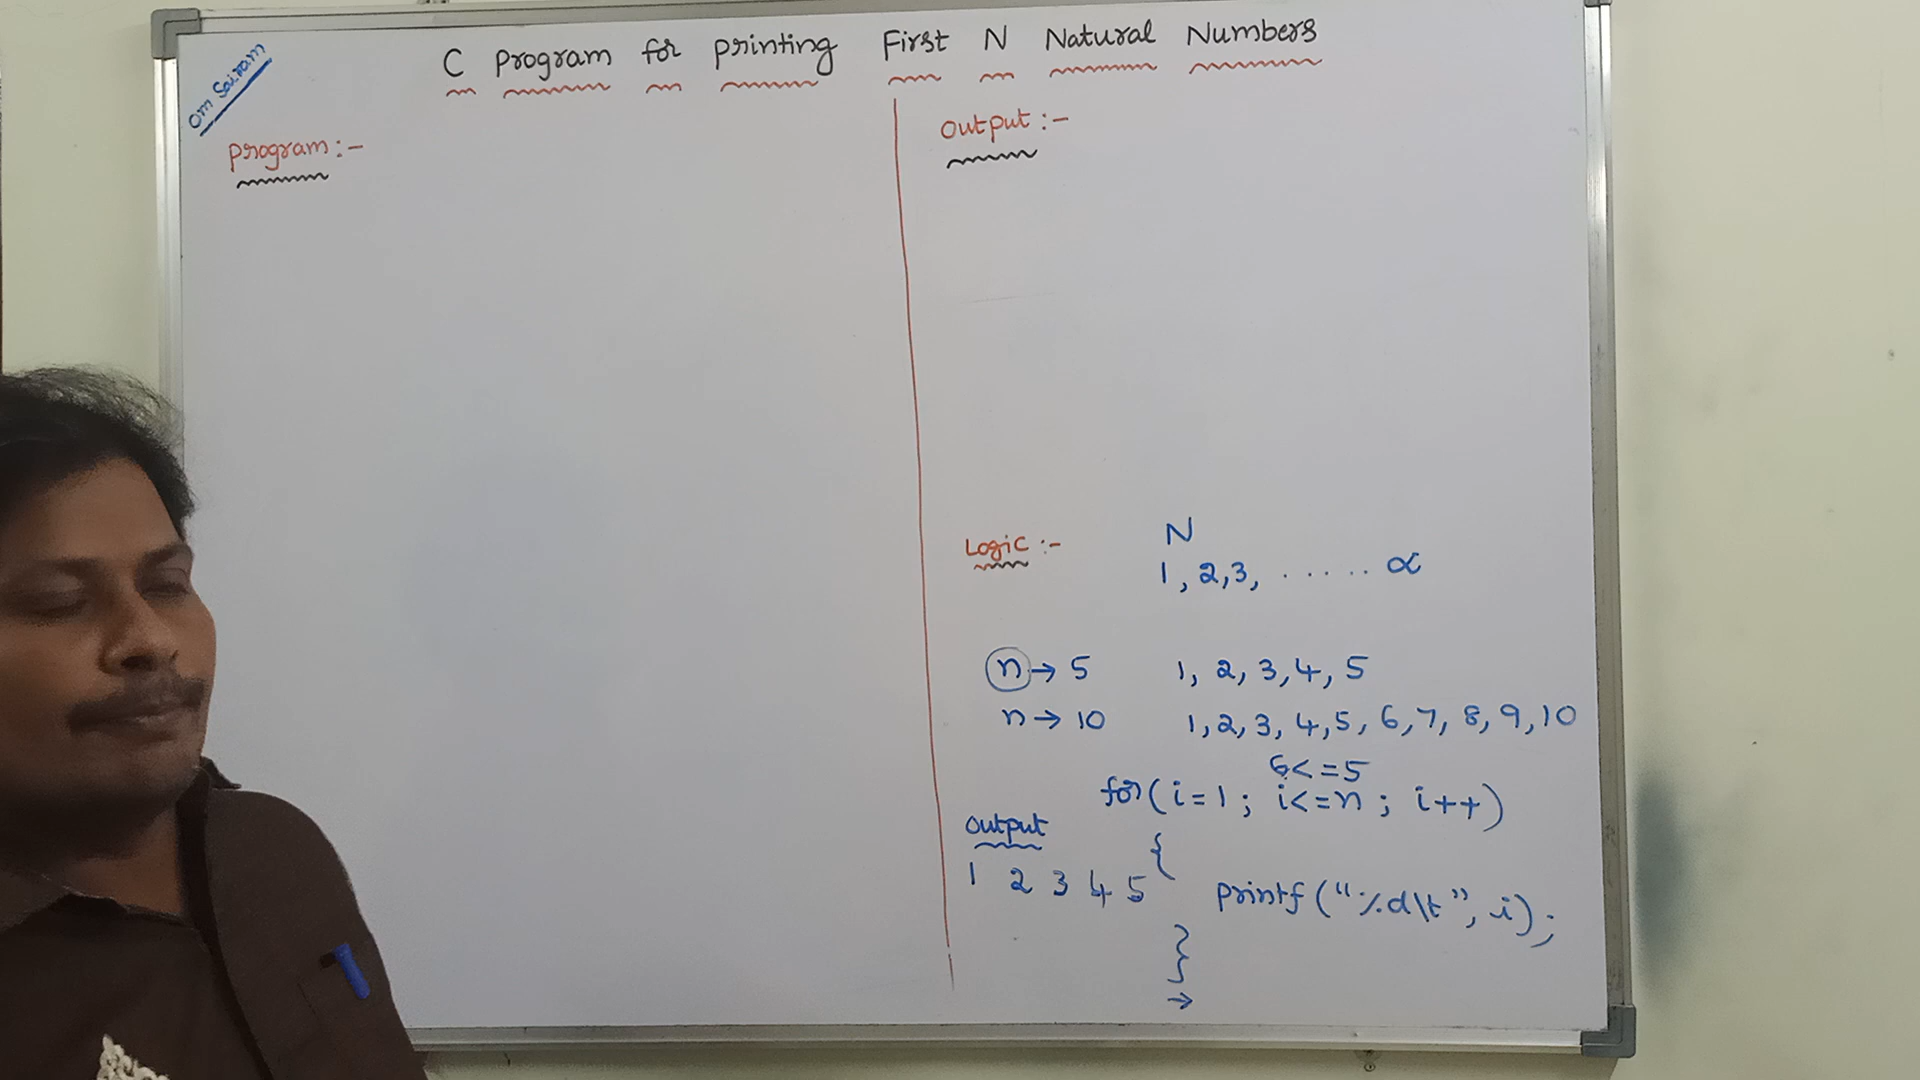 Om Sairam
C Program for printing First N Natural Numbers
Program :-
Output :-
Logic :-
N
1, 2,3, ...... ∝
n → 5 1, 2, 3, 4, 5
n → 10 1, 2, 3, 4, 5, 6, 7, 8, 9, 10
6<=5
for(i=1; i<=n; i++)
{
printf("%d\t", i);
}
→
Output
1 2 3 4 5